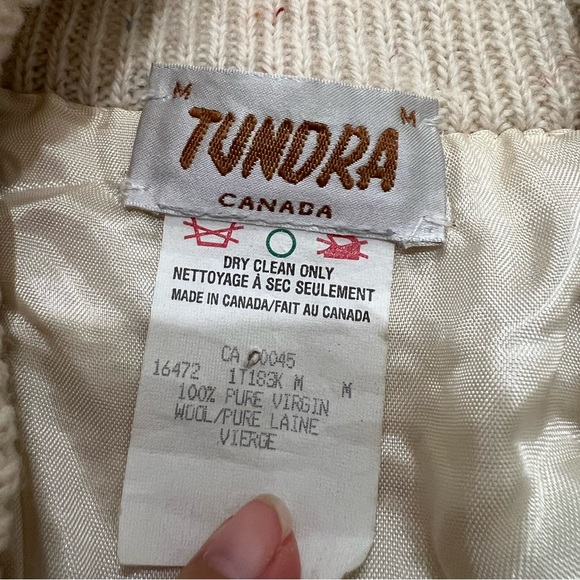 M M
TUNDRA
CANADA
DRY CLEAN ONLY
NETTOYAGE À SEC SEULEMENT
MADE IN CANADA/FAIT AU CANADA
CA 00045
16472 1T183K M M
100% PURE VIRGIN
WOOL/PURE LAINE
VIERGE